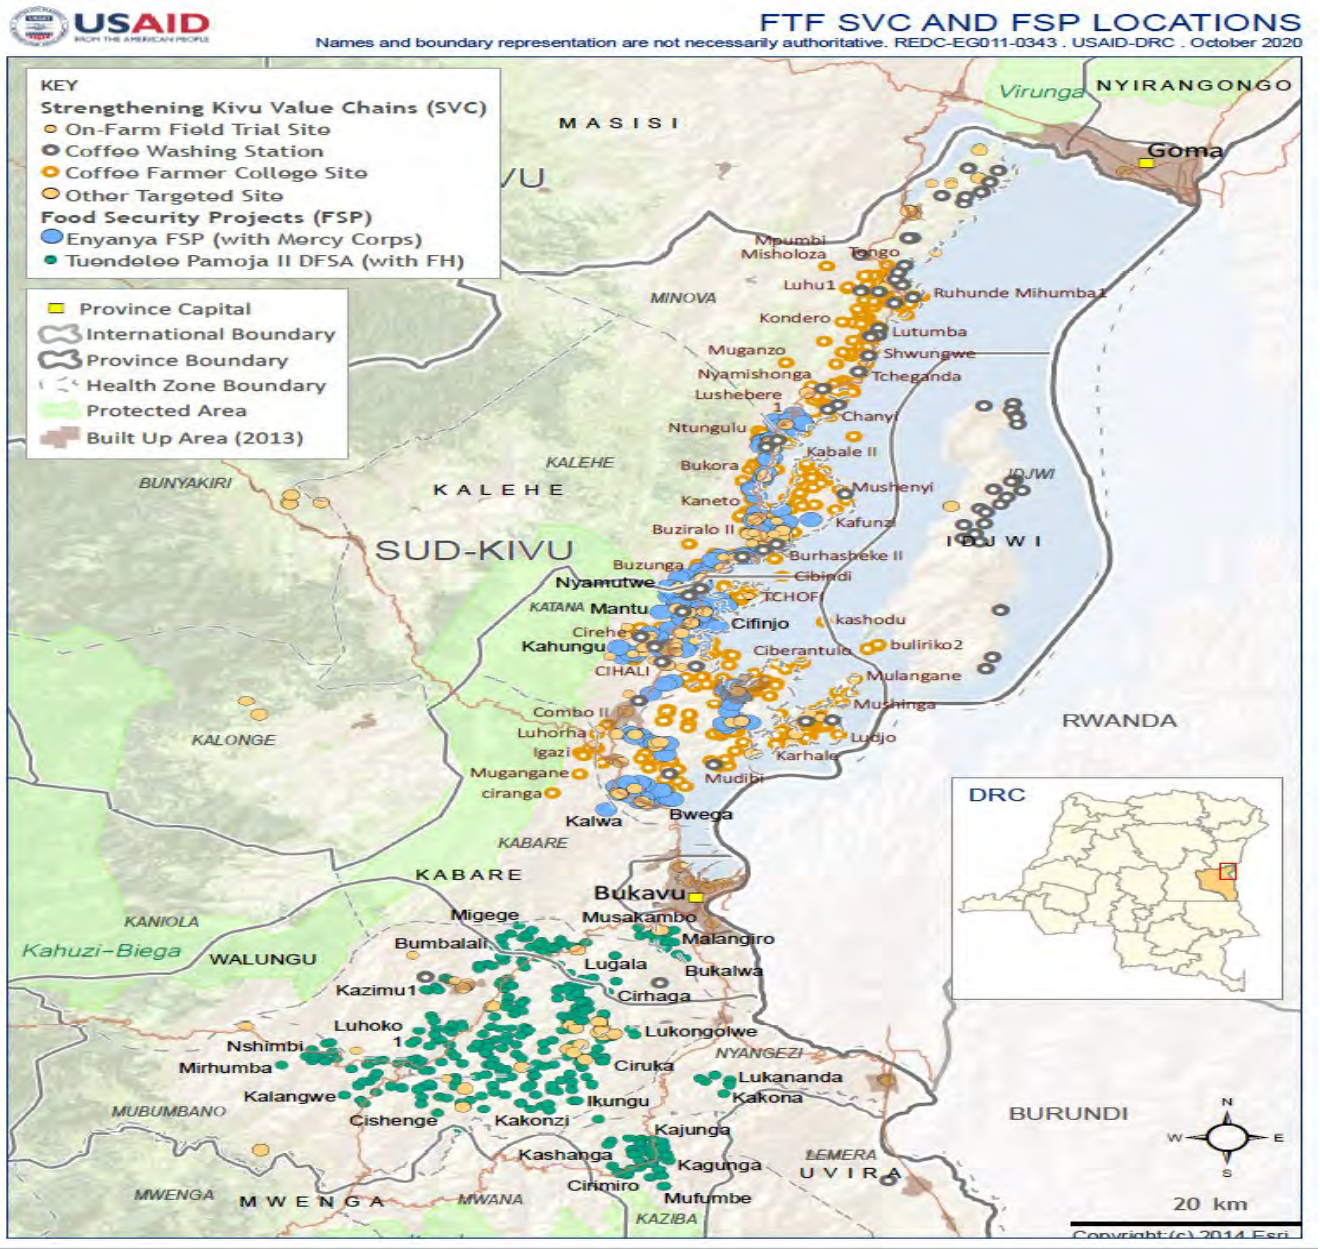 USAID
FROM THE AMERICAN PEOPLE
FTF SVC AND FSP LOCATIONS
Names and boundary representation are not necessarily authoritative. REDC-EG011-0343 . USAID-DRC . October 2020
KEY
Strengthening Kivu Value Chains (SVC)
On-Farm Field Trial Site
Coffee Washing Station
Coffee Farmer College Site
Other Targeted Site
Food Security Projects (FSP)
Enyanya FSP (with Mercy Corps)
Tuendelee Pamoja II DFSA (with FH)
Province Capital
International Boundary
Province Boundary
Health Zone Boundary
Protected Area
Built Up Area (2013)
VU
MASISI
Virunga
NYIRANGONGO
Goma
Mpumbi
Misholoza
Tongo
Luhu1
Ruhunde Mihumba1
MINOVA
Kondero
Lutumba
Muganzo
Shwungwe
Nyamishonga
Tcheganda
Lushebere
1
Chanyi
Ntungulu
Kabale II
Bukora
Mushenyi
Kaneto
Kafunzi
Buziralo II
BUNYAKIRI
KALEHE
KALEHE
IDJWI
IDJWI
SUD-KIVU
Burhasheke II
Buzunga
Cibindi
Nyamutwe
TCHOFI
KATANA
Mantu
kashodu
Cirehe
Cifinjo
Kahungu
Ciberantulo
buliriko2
CIHALI
Mulangane
Combo II
Mushinga
Luhorha
Ludjo
Igazi
Karhale
KALONGE
Mugangane
Mudibi
ciranga
Kalwa
Bwega
RWANDA
DRC
KABARE
KABARE
Bukavu
KANIOLA
Kahuzi-Biega
WALUNGU
Migege
Musakambo
Bumbalali
Malangiro
Lugala
Bukalwa
Kazimu1
Cirhaga
Luhoko
1
Lukongolwe
Nshimbi
NYANGEZI
Mirhumba
Ciruka
Lukananda
Kalangwe
Ikungu
Kakona
MUBUMBANO
Cishenge
Kakonzi
BURUNDI
Kajunga
Kashanga
Kagunga
LEMERA
UVIRA
Cirimiro
Mufumbe
MWENGA
MWENGA
MWANA
KAZIBA
N
W
E
S
20 km
Copyright:(c) 2014 Esri